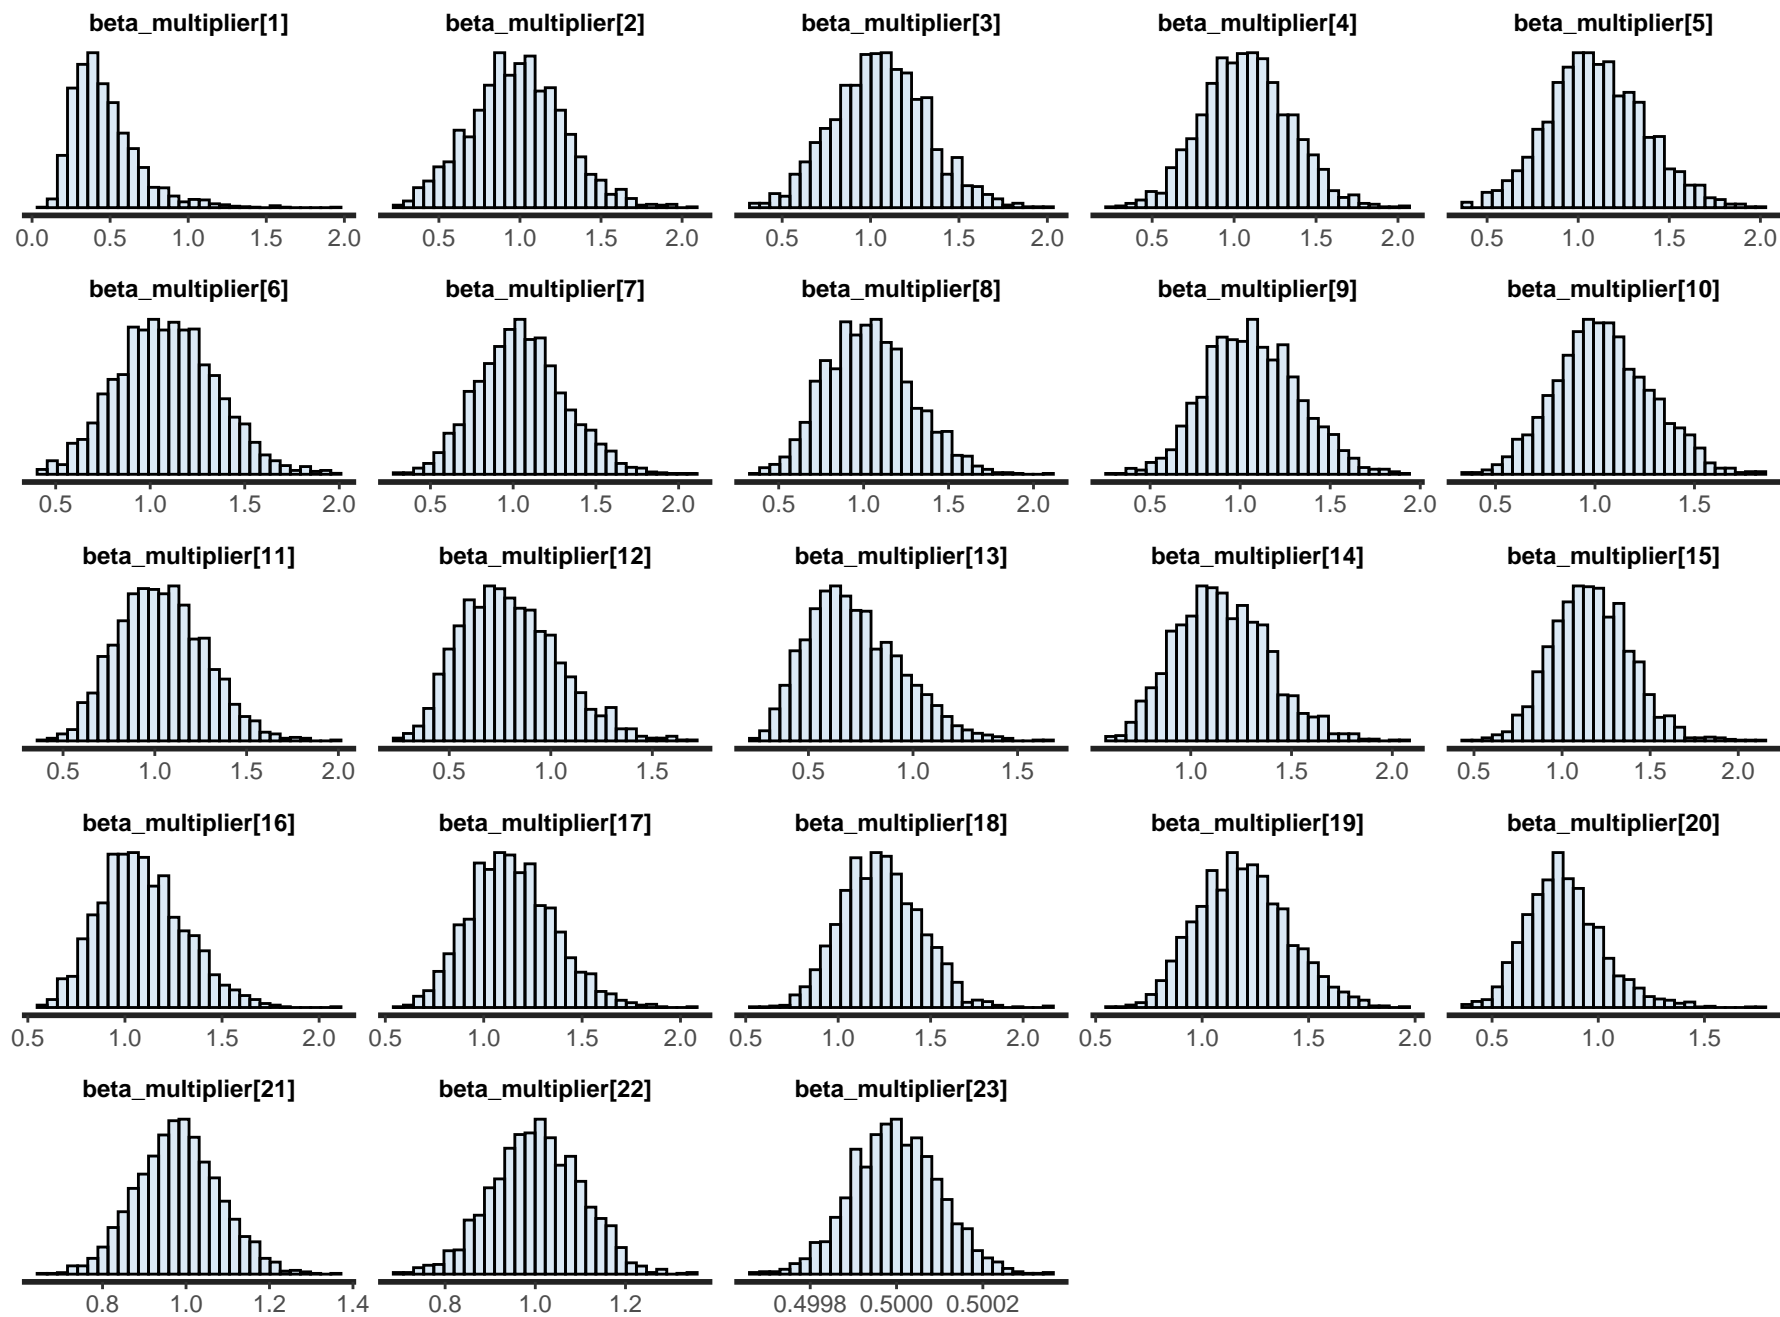 beta_multiplier[1] beta_multiplier[2] beta_multiplier[3] beta_multiplier[4] beta_multiplier[5]
0.0 0.5 1.0 1.5 2.0 0.5 1.0 1.5 2.0 0.5 1.0 1.5 2.0 0.5 1.0 1.5 2.0 0.5 1.0 1.5 2.0
beta_multiplier[6] beta_multiplier[7] beta_multiplier[8] beta_multiplier[9] beta_multiplier[10]
0.5 1.0 1.5 2.0 0.5 1.0 1.5 2.0 0.5 1.0 1.5 2.0 0.5 1.0 1.5 2.0 0.5 1.0 1.5
beta_multiplier[11] beta_multiplier[12] beta_multiplier[13] beta_multiplier[14] beta_multiplier[15]
0.5 1.0 1.5 2.0 0.5 1.0 1.5 0.5 1.0 1.5 1.0 1.5 2.0 0.5 1.0 1.5 2.0
beta_multiplier[16] beta_multiplier[17] beta_multiplier[18] beta_multiplier[19] beta_multiplier[20]
0.5 1.0 1.5 2.0 0.5 1.0 1.5 2.0 0.5 1.0 1.5 2.0 0.5 1.0 1.5 2.0 0.5 1.0 1.5
beta_multiplier[21] beta_multiplier[22] beta_multiplier[23]
0.8 1.0 1.2 1.4 0.8 1.0 1.2 0.4998 0.5000 0.5002